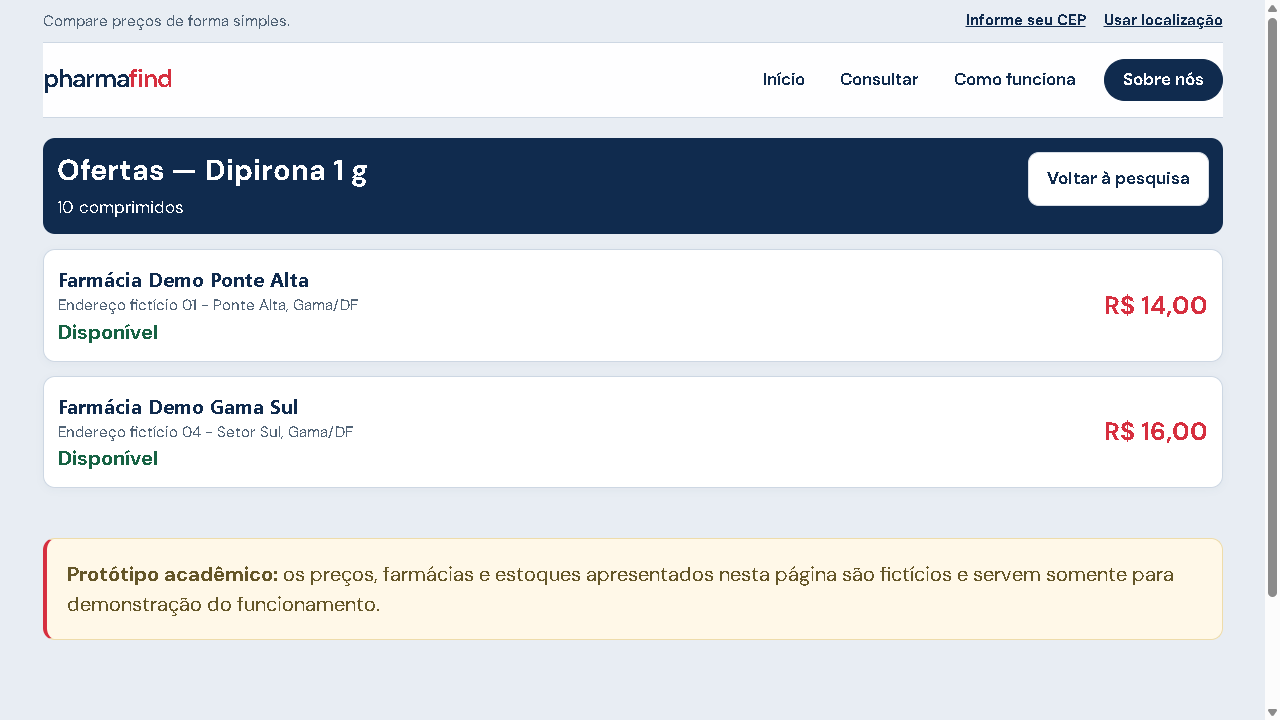 Compare preços de forma simples.
Informe seu CEP Usar localização
pharmafind
Início Consultar Como funciona Sobre nós
Ofertas — Dipirona 1 g
10 comprimidos
Voltar à pesquisa
Farmácia Demo Ponte Alta
Endereço fictício 01 - Ponte Alta, Gama/DF
Disponível
R$ 14,00
Farmácia Demo Gama Sul
Endereço fictício 04 - Setor Sul, Gama/DF
Disponível
R$ 16,00
Protótipo acadêmico: os preços, farmácias e estoques apresentados nesta página são fictícios e servem somente para
demonstração do funcionamento.